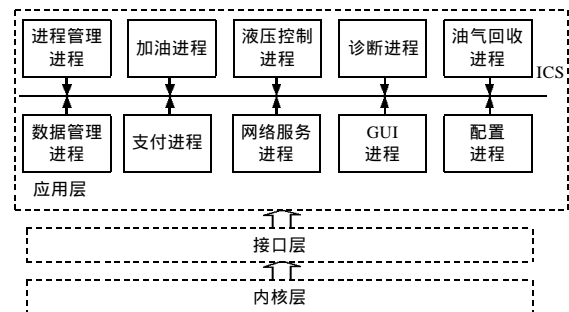 进程管理
进程
加油进程
液压控制
进程
诊断进程
油气回收
进程
ICS
数据管理
进程
支付进程
网络服务
进程
GUI
进程
配置
进程
应用层
接口层
内核层